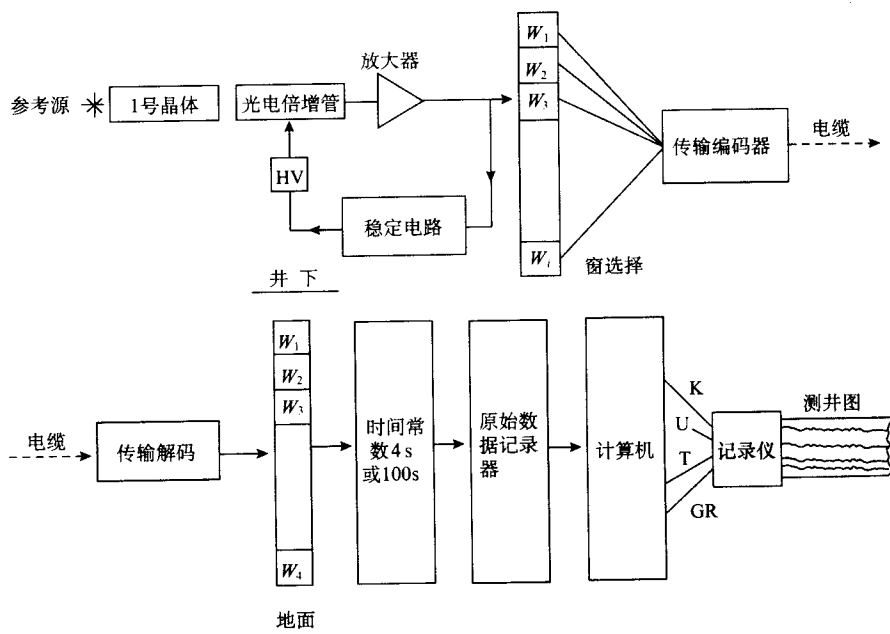 参考源
1号晶体
光电倍增管
放大器
HV
稳定电路
W1
W2
W3
Wi
窗选择
传输编码器
电缆
井 下
电缆
传输解码
W1
W2
W3
W4
地面
时间常
数4 s
或100s
原始数
据记录
器
计算机
K
U
T
GR
记录仪
测井图